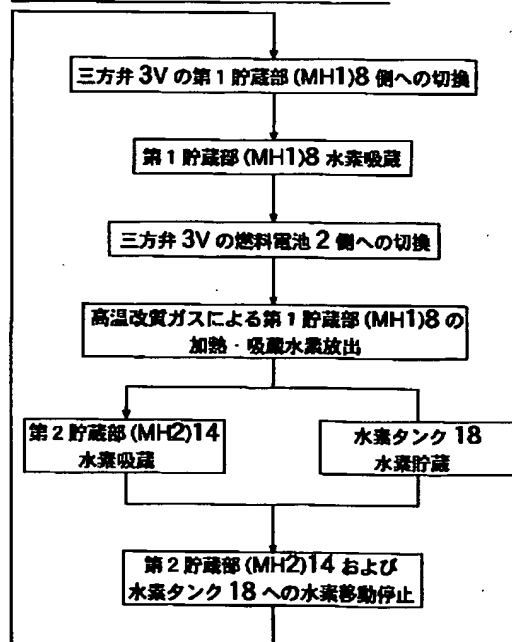 三方弁 3V の第1貯蔵部(MH1)8 側への切換
第1貯蔵部(MH1)8 水素吸蔵
三方弁 3V の燃料電池 2 側への切換
高温改質ガスによる第1貯蔵部(MH1)8 の
加熱・吸蔵水素放出
第2貯蔵部(MH2)14
水素吸蔵
水素タンク 18
水素貯蔵
第2貯蔵部(MH2)14 および
水素タンク 18 への水素移動停止